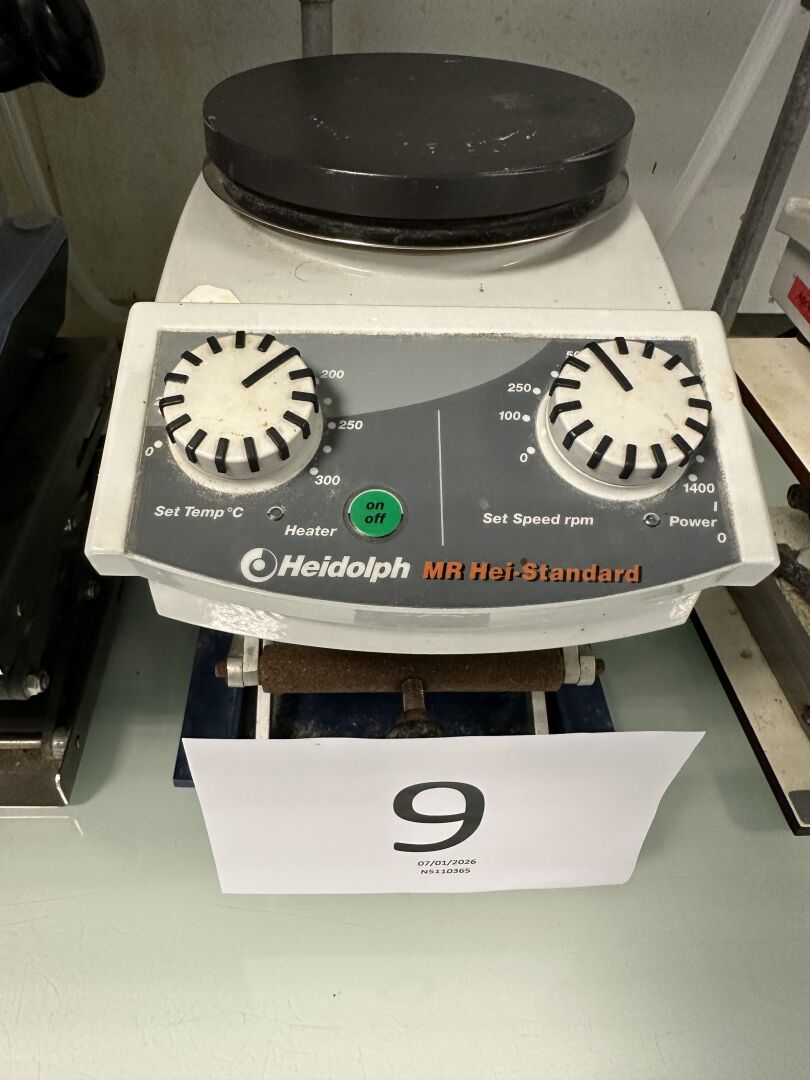 200
250
300
0
Set Temp °C
Heater
on
off
50
250
100
0
1400
Set Speed rpm
I
Power
0
Heidolph MR Hei-Standard
9
07/01/2026
N5110365